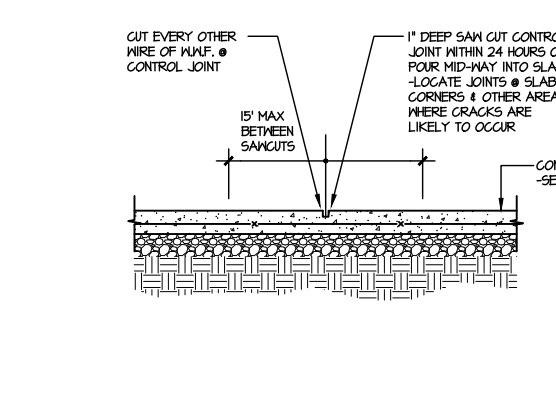 CUT EVERY OTHER
WIRE OF W.W.F. @
CONTROL JOINT
1" DEEP SAW CUT CONTRO
JOINT WITHIN 24 HOURS O
POUR MID-WAY INTO SLA
-LOCATE JOINTS @ SLAB
CORNERS & OTHER AREA
WHERE CRACKS ARE
LIKELY TO OCCUR
15' MAX
BETWEEN
SAWCUTS
CON
-SE